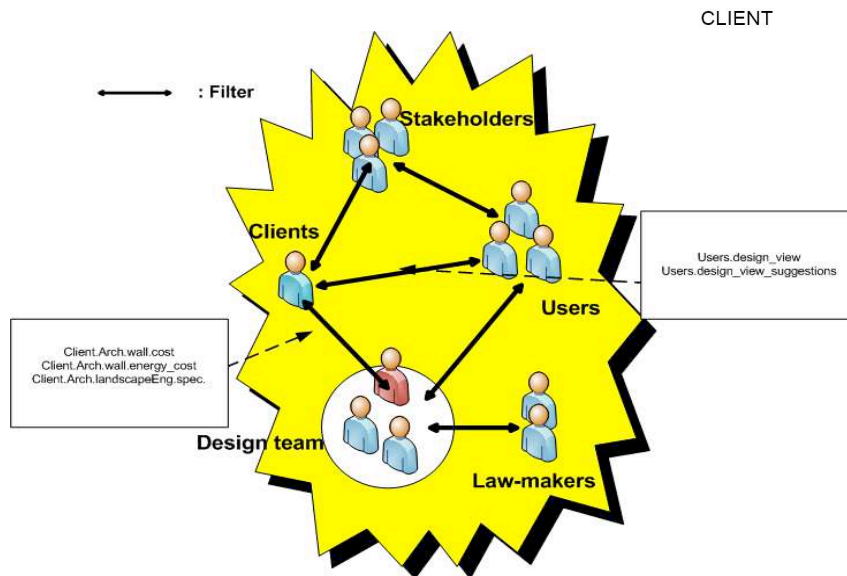 CLIENT
: Filter
Stakeholders
Clients
Users.design_view
Users.design_view_suggestions
Users
Client.Arch.wall.cost
Client.Arch.wall.energy_cost
Client.Arch.landscapeEng.spec.
Design team
Law-makers